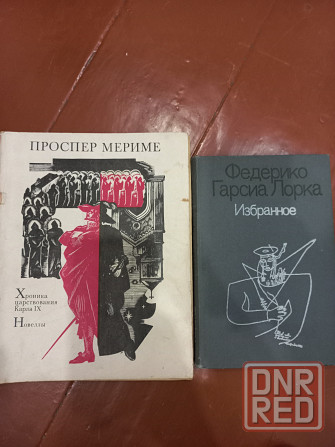 ПРОСПЕР МЕРИМЕ
Хроника
царствования
Карла IX
Новеллы
Федерико
Гарсиа Лорка
Избранное
DNR
RED